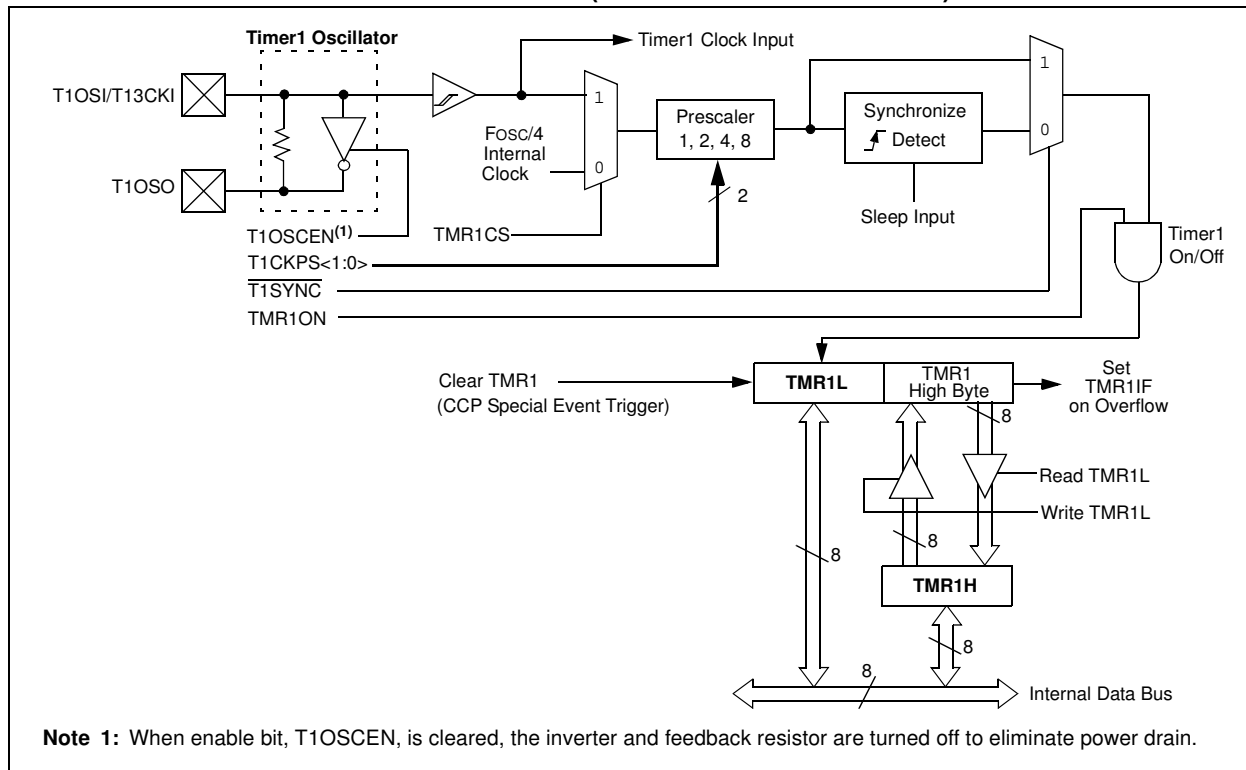 Timer1 Oscillator
Timer1 Clock Input
T1OSI/T13CKI
1
1
Prescaler
1, 2, 4, 8
Synchronize
Detect
FOSC/4
Internal
Clock
0
0
T1OSO
2
Sleep Input
T1OSCEN(1)
TMR1CS
Timer1
On/Off
T1CKPS<1:0>
T1SYNC
TMR1ON
Clear TMR1
(CCP Special Event Trigger)
TMR1L
TMR1
High Byte
Set
TMR1IF
on Overflow
8
Read TMR1L
Write TMR1L
8
8
TMR1H
8
8
Internal Data Bus
Note 1: When enable bit, T1OSCEN, is cleared, the inverter and feedback resistor are turned off to eliminate power drain.